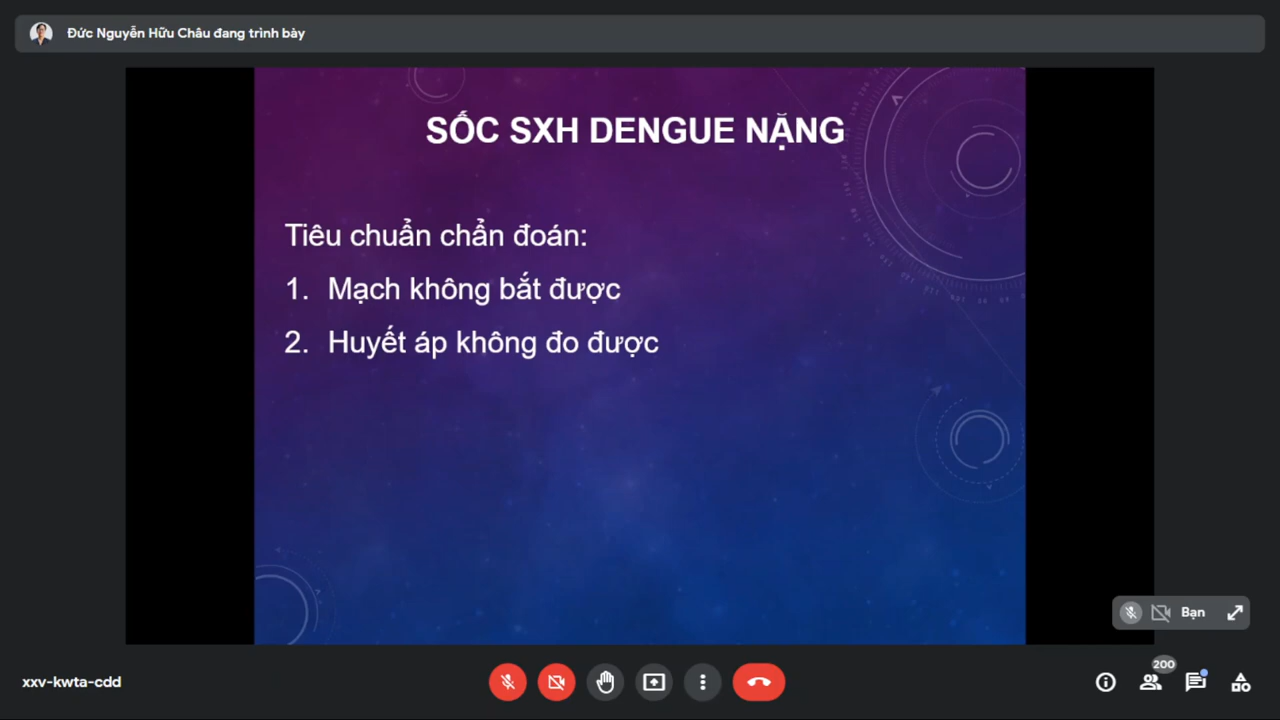 Đức Nguyễn Hữu Châu đang trình bày
SỐC SXH DENGUE NẶNG
Tiêu chuẩn chẩn đoán:
1. Mạch không bắt được
2. Huyết áp không đo được
Bạn
xxv-kwta-cdd
200